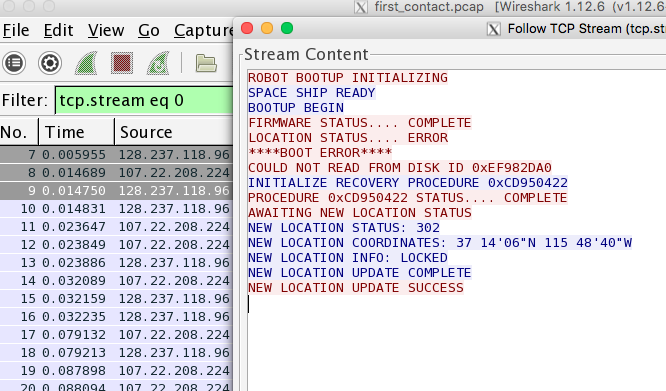 first_contact.pcap [Wireshark 1.12.6 (v1.12.6
File Edit View Go Captur
Follow TCP Stream (tcp.st
Stream Content
Filter: tcp.stream eq 0
No. Time Source
7 0.005955 128.237.118.96
8 0.014689 107.22.208.224
9 0.014750 128.237.118.96
10 0.014831 128.237.118.96
11 0.023647 107.22.208.224
12 0.023849 107.22.208.224
13 0.023886 128.237.118.96
14 0.032089 107.22.208.224
15 0.032159 128.237.118.96
16 0.032235 128.237.118.96
17 0.079132 107.22.208.224
18 0.079213 128.237.118.96
19 0.087898 107.22.208.224
20 0.088094 107.22.208.224
ROBOT BOOTUP INITIALIZING
SPACE SHIP READY
BOOTUP BEGIN
FIRMWARE STATUS.... COMPLETE
LOCATION STATUS.... ERROR
****BOOT ERROR****
COULD NOT READ FROM DISK ID 0xEF982DA0
INITIALIZE RECOVERY PROCEDURE 0xCD950422
PROCEDURE 0xCD950422 STATUS.... COMPLETE
AWAITING NEW LOCATION STATUS
NEW LOCATION STATUS: 302
NEW LOCATION COORDINATES: 37 14'06"N 115 48'40"W
NEW LOCATION INFO: LOCKED
NEW LOCATION UPDATE COMPLETE
NEW LOCATION UPDATE SUCCESS